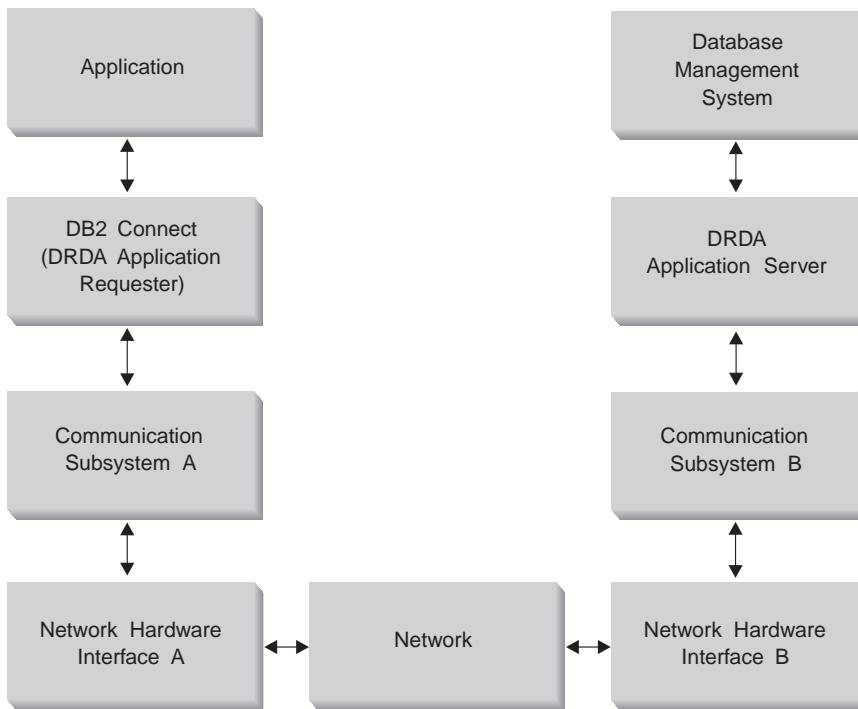 Application
Database
Management
System
DB2 Connect
(DRDA Application
Requester)
DRDA
Application Server
Communication
Subsystem A
Communication
Subsystem B
Network Hardware
Interface A
Network
Network Hardware
Interface B